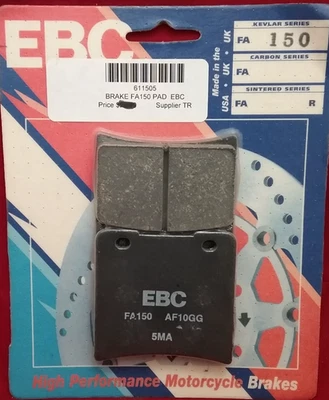 EBC
KEVLAR SERIES
FA 150
CARBON SERIES
FA
SINTERED SERIES
FA R
Made in the
USA · UK · UK
611505
BRAKE FA150 PAD EBC
Price $ Supplier TR
EBC
FA150 AF10GG
5MA
High Performance Motorcycle Brakes